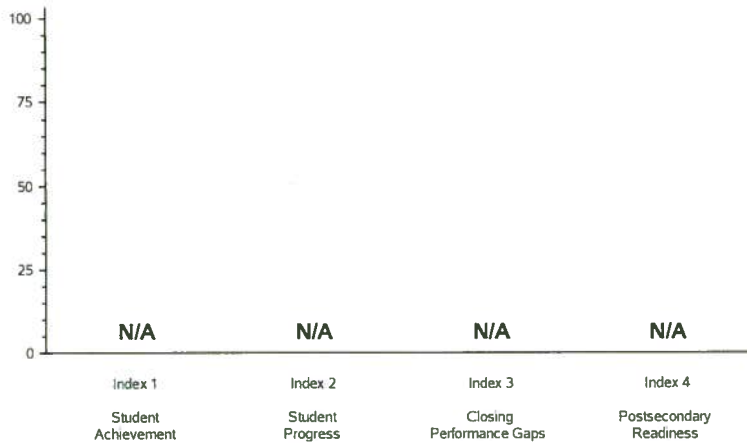 100
75
50
25
0
N/A N/A N/A N/A
Index 1 Index 2 Index 3 Index 4
Student Student Closing Postsecondary
Achievement Progress Performance Gaps Readiness